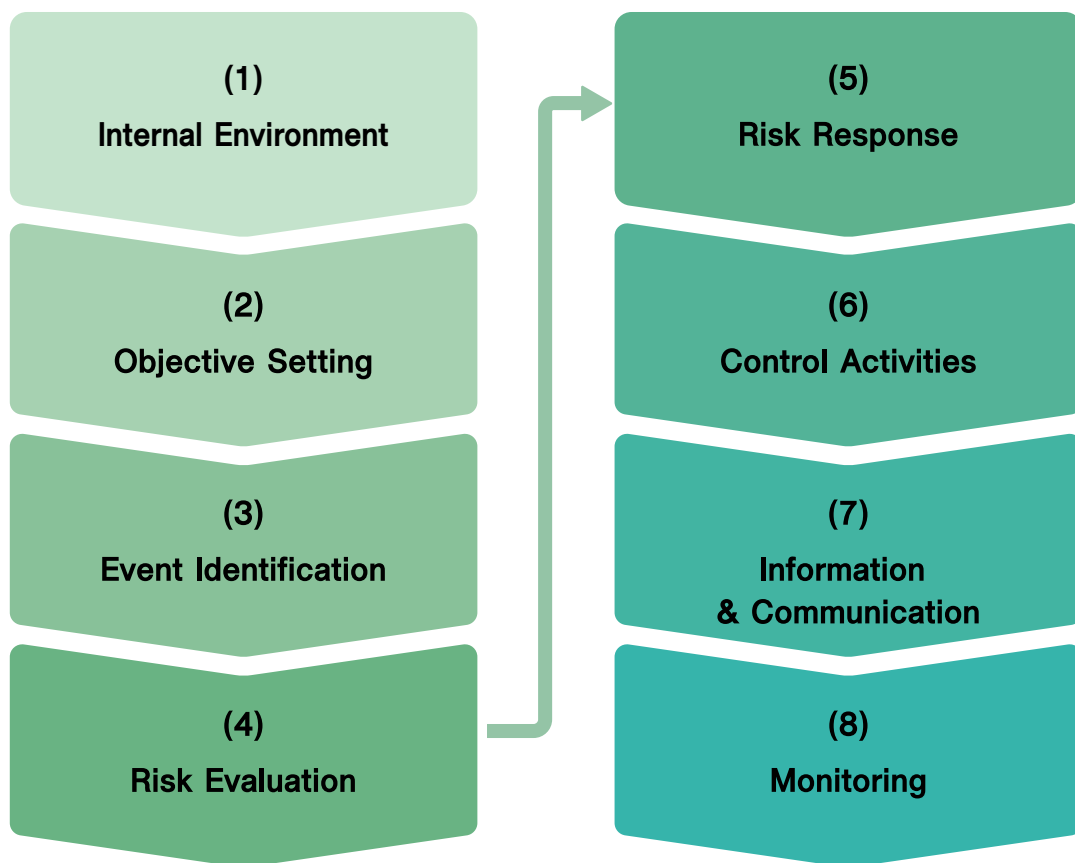 (1)
Internal Environment
(2)
Objective Setting
(3)
Event Identification
(4)
Risk Evaluation
(5)
Risk Response
(6)
Control Activities
(7)
Information
& Communication
(8)
Monitoring